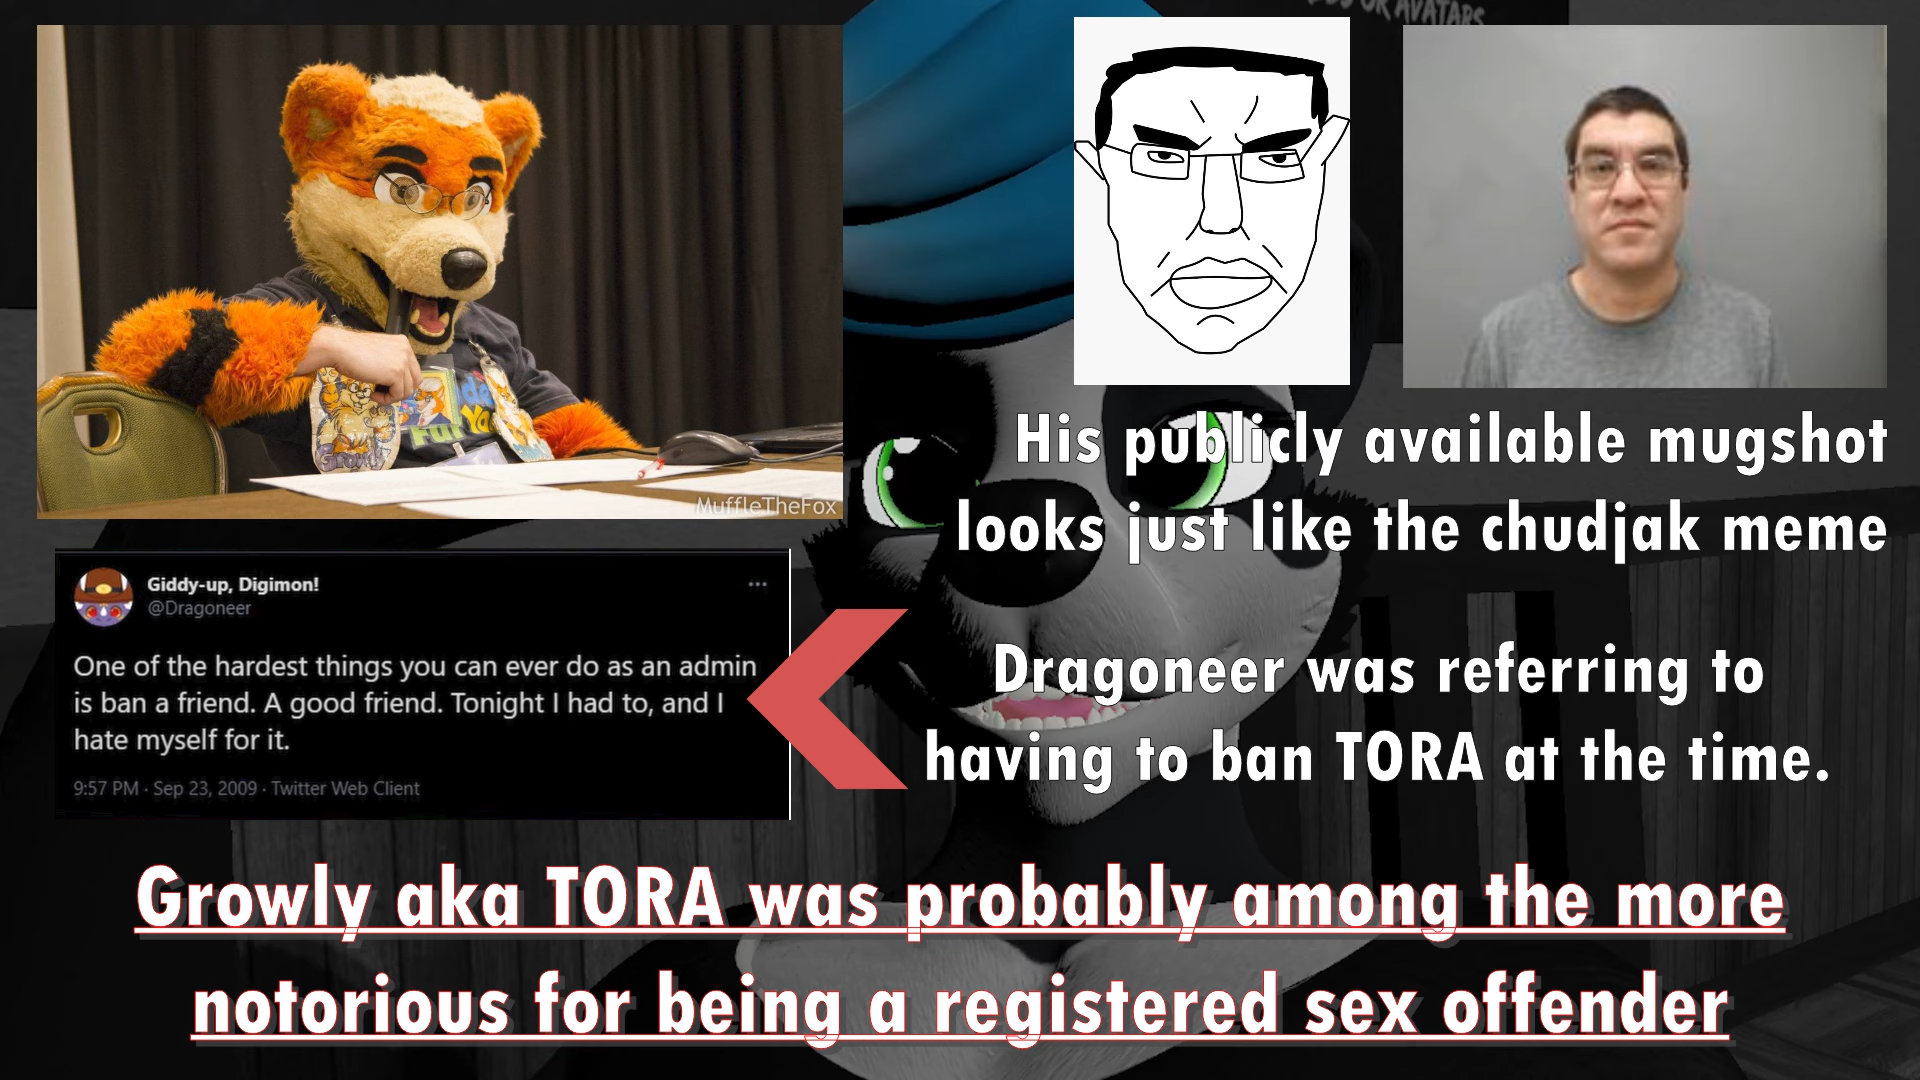 OR AVATARS
MuffleTheFox
His publicly available mugshot
looks just like the chudjak meme
Giddy-up, Digimon!
@Dragoneer
One of the hardest things you can ever do as an admin
is ban a friend. A good friend. Tonight I had to, and I
hate myself for it.
9:57 PM · Sep 23, 2009 · Twitter Web Client
Dragoneer was referring to
having to ban TORA at the time.
Growly aka TORA was probably among the more
notorious for being a registered sex offender